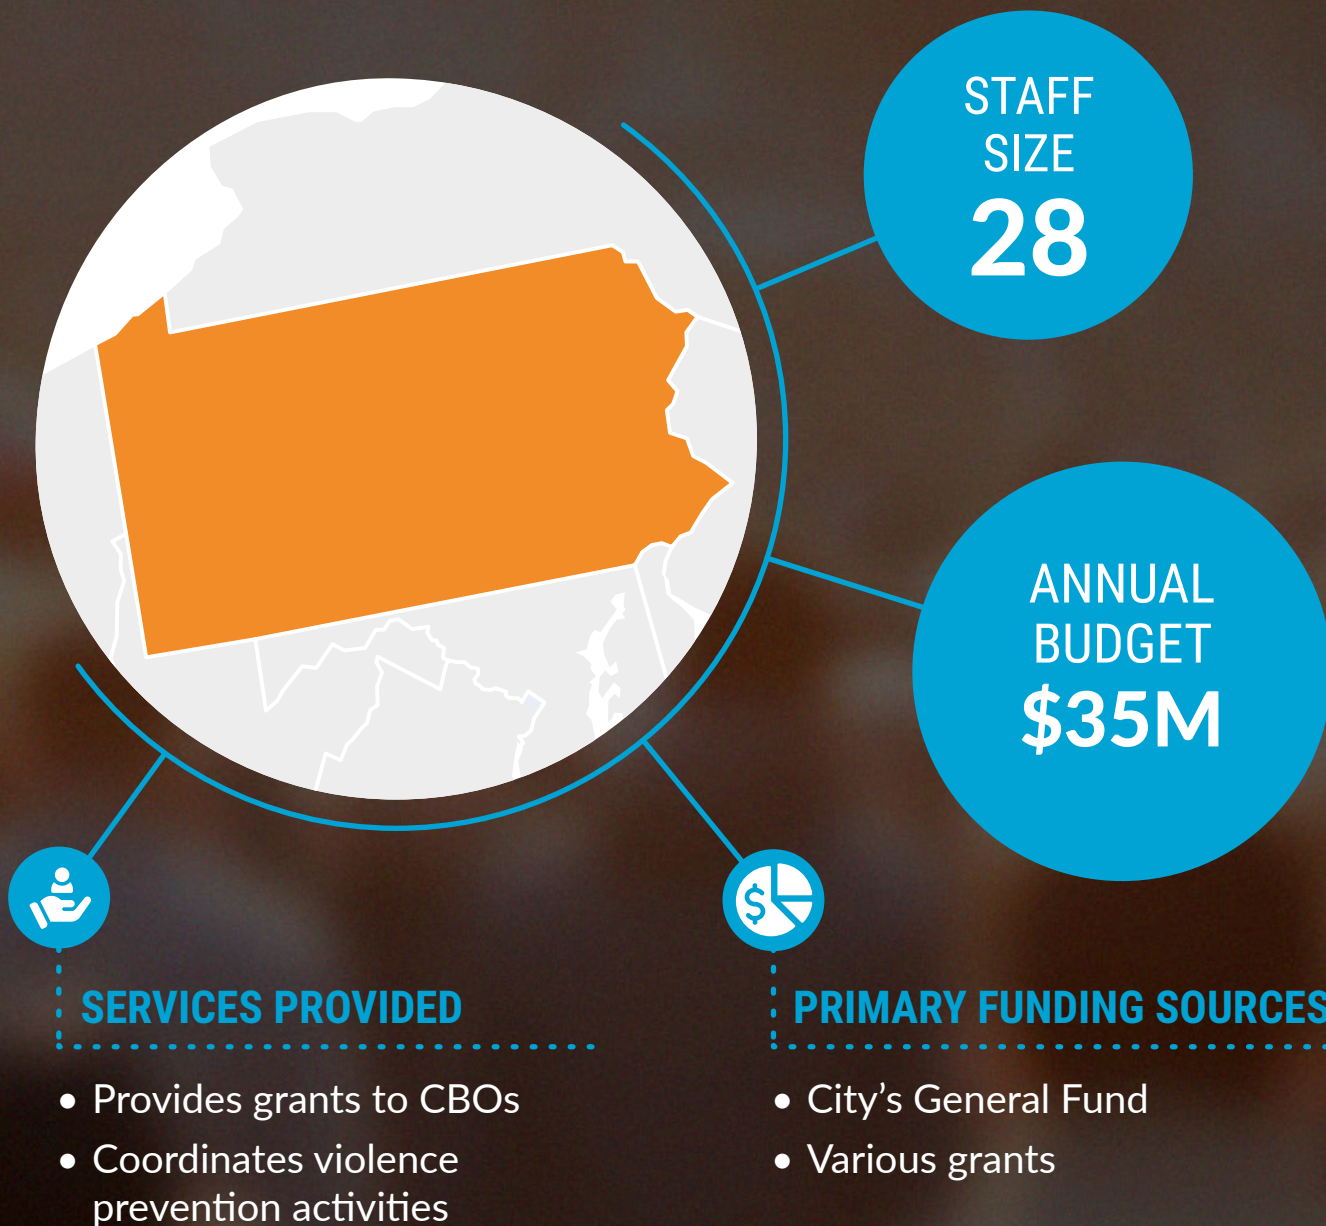 STAFF
SIZE
28
ANNUAL
BUDGET
$35M
$
SERVICES PROVIDED
• Provides grants to CBOs
• Coordinates violence
prevention activities
PRIMARY FUNDING SOURCES
• City’s General Fund
• Various grants